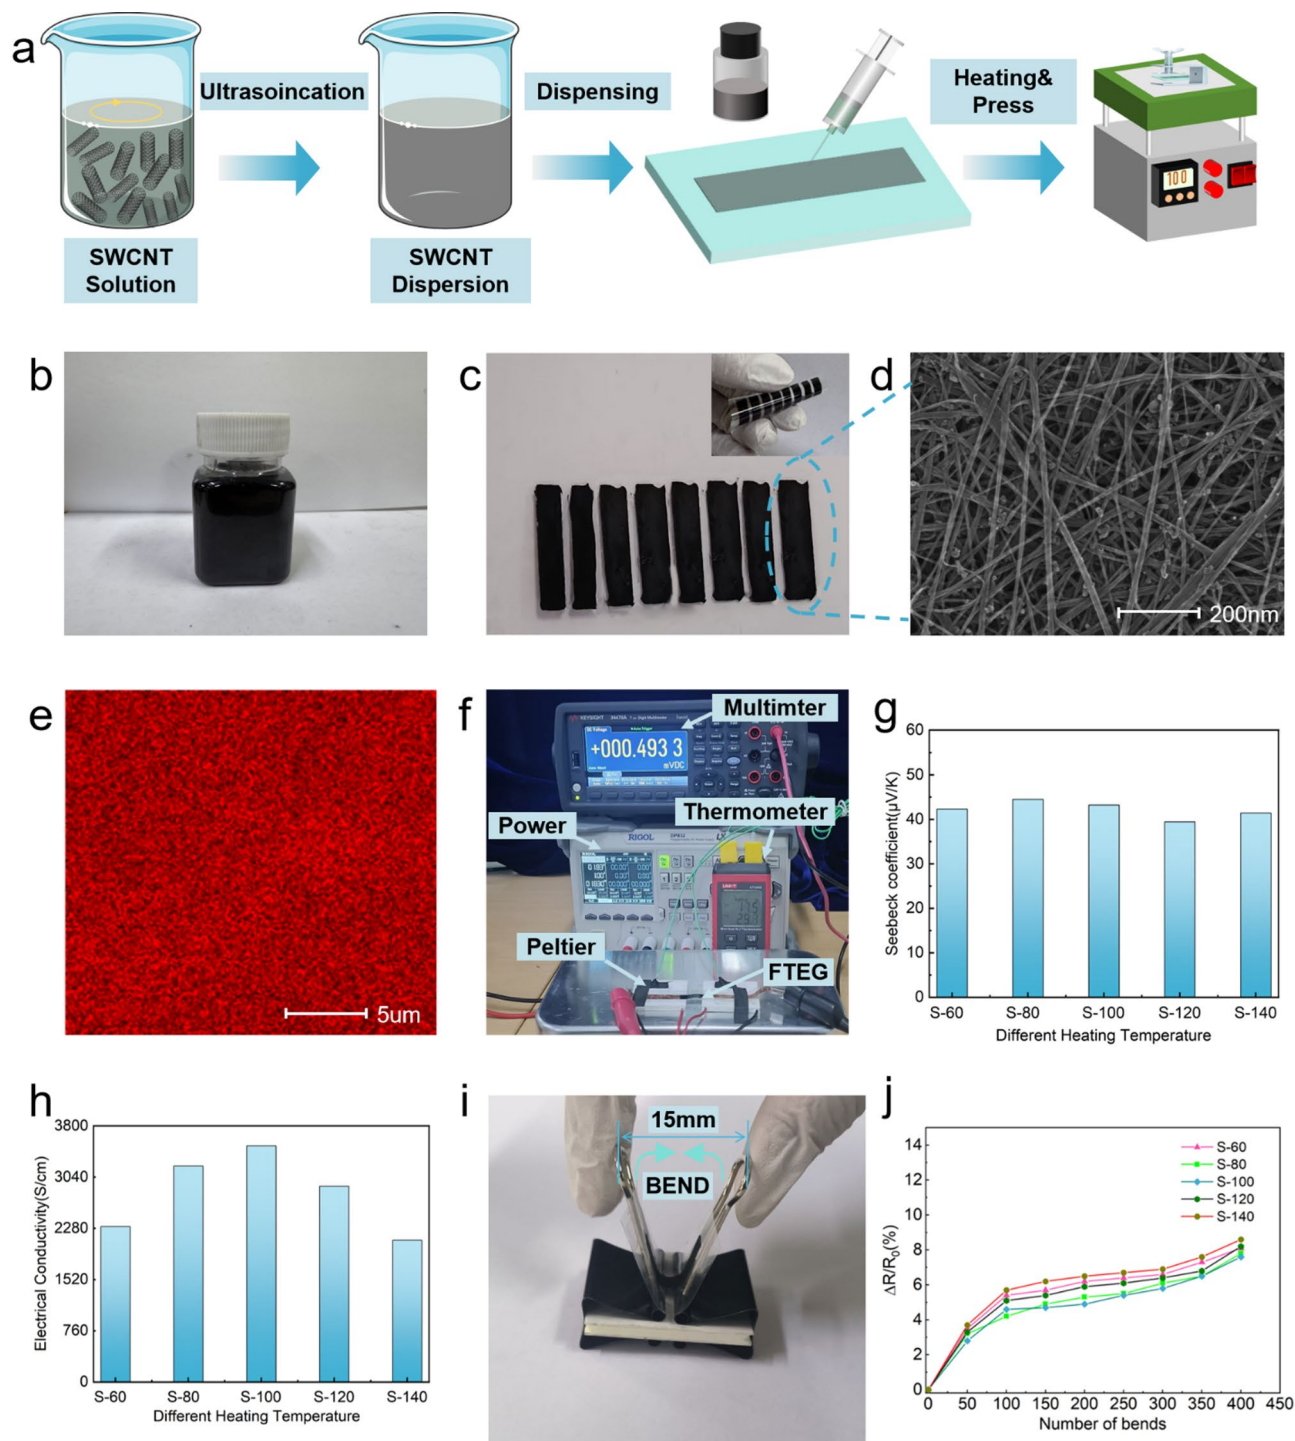 a
Ultrasoincation
Dispensing
Heating&
Press
100
SWCNT
Solution
SWCNT
Dispersion
b
c
d
200nm
e
5um
f
KEYSIGHT
Multimter
+000.493 3
mVDC
Thermometer
Power
RIGOL
Peltier
FTEG
g
Seebeck coefficient(μV/K)
60
50
40
30
20
10
0
S-60 S-80 S-100 S-120 S-140
Different Heating Temperature
h
Electrical Conductivity(S/cm)
3800
3040
2280
1520
760
0
S-60 S-80 S-100 S-120 S-140
Different Heating Temperature
i
15mm
BEND
j
ΔR/R0(%)
14
12
10
8
6
4
2
0
S-60
S-80
S-100
S-120
S-140
0 50 100 150 200 250 300 350 400 450
Number of bends